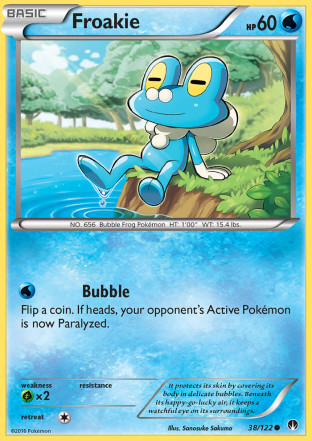 BASIC
Froakie
HP60
NO. 656 Bubble Frog Pokémon HT: 1'00" WT: 15.4 lbs.
Bubble
Flip a coin. If heads, your opponent's Active Pokémon
is now Paralyzed.
weakness
resistance
×2
retreat
It protects its skin by covering its
body in delicate bubbles. Beneath
its happy-go-lucky air, it keeps a
watchful eye on its surroundings.
Illus. Sanosuke Sakuma
38/122
©2016 Pokémon